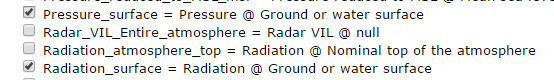 Pressure_surface = Pressure @ Ground or water surface
Radar_VIL_Entire_atmosphere = Radar VIL @ null
Radiation_atmosphere_top = Radiation @ Nominal top of the atmosphere
Radiation_surface = Radiation @ Ground or water surface